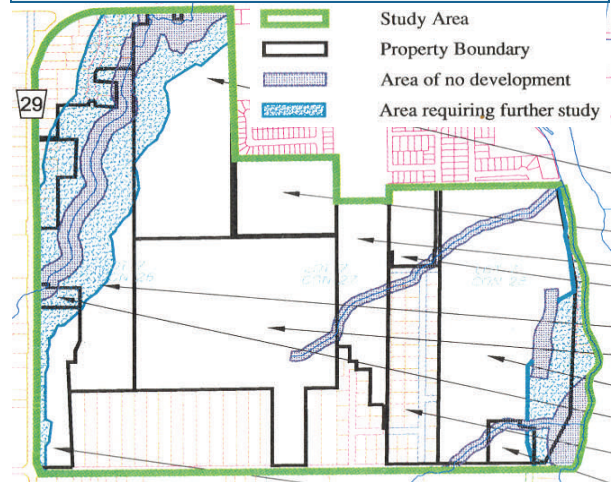 Study Area
Property Boundary
Area of no development
Area requiring further study
29